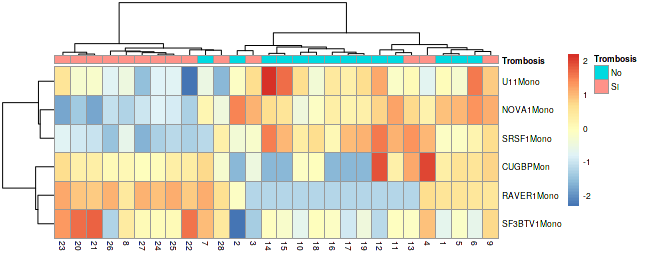 Trombosis
U11Mono
NOVA1Mono
SRSF1Mono
CUGBPMon
RAVER1Mono
SF3BTV1Mono
23 20 21 26 8 27 24 25 22 7 28 2 3 14 15 10 18 16 17 19 12 11 13 4 1 5 6 9
2
1
0
-1
-2
Trombosis
No
SI